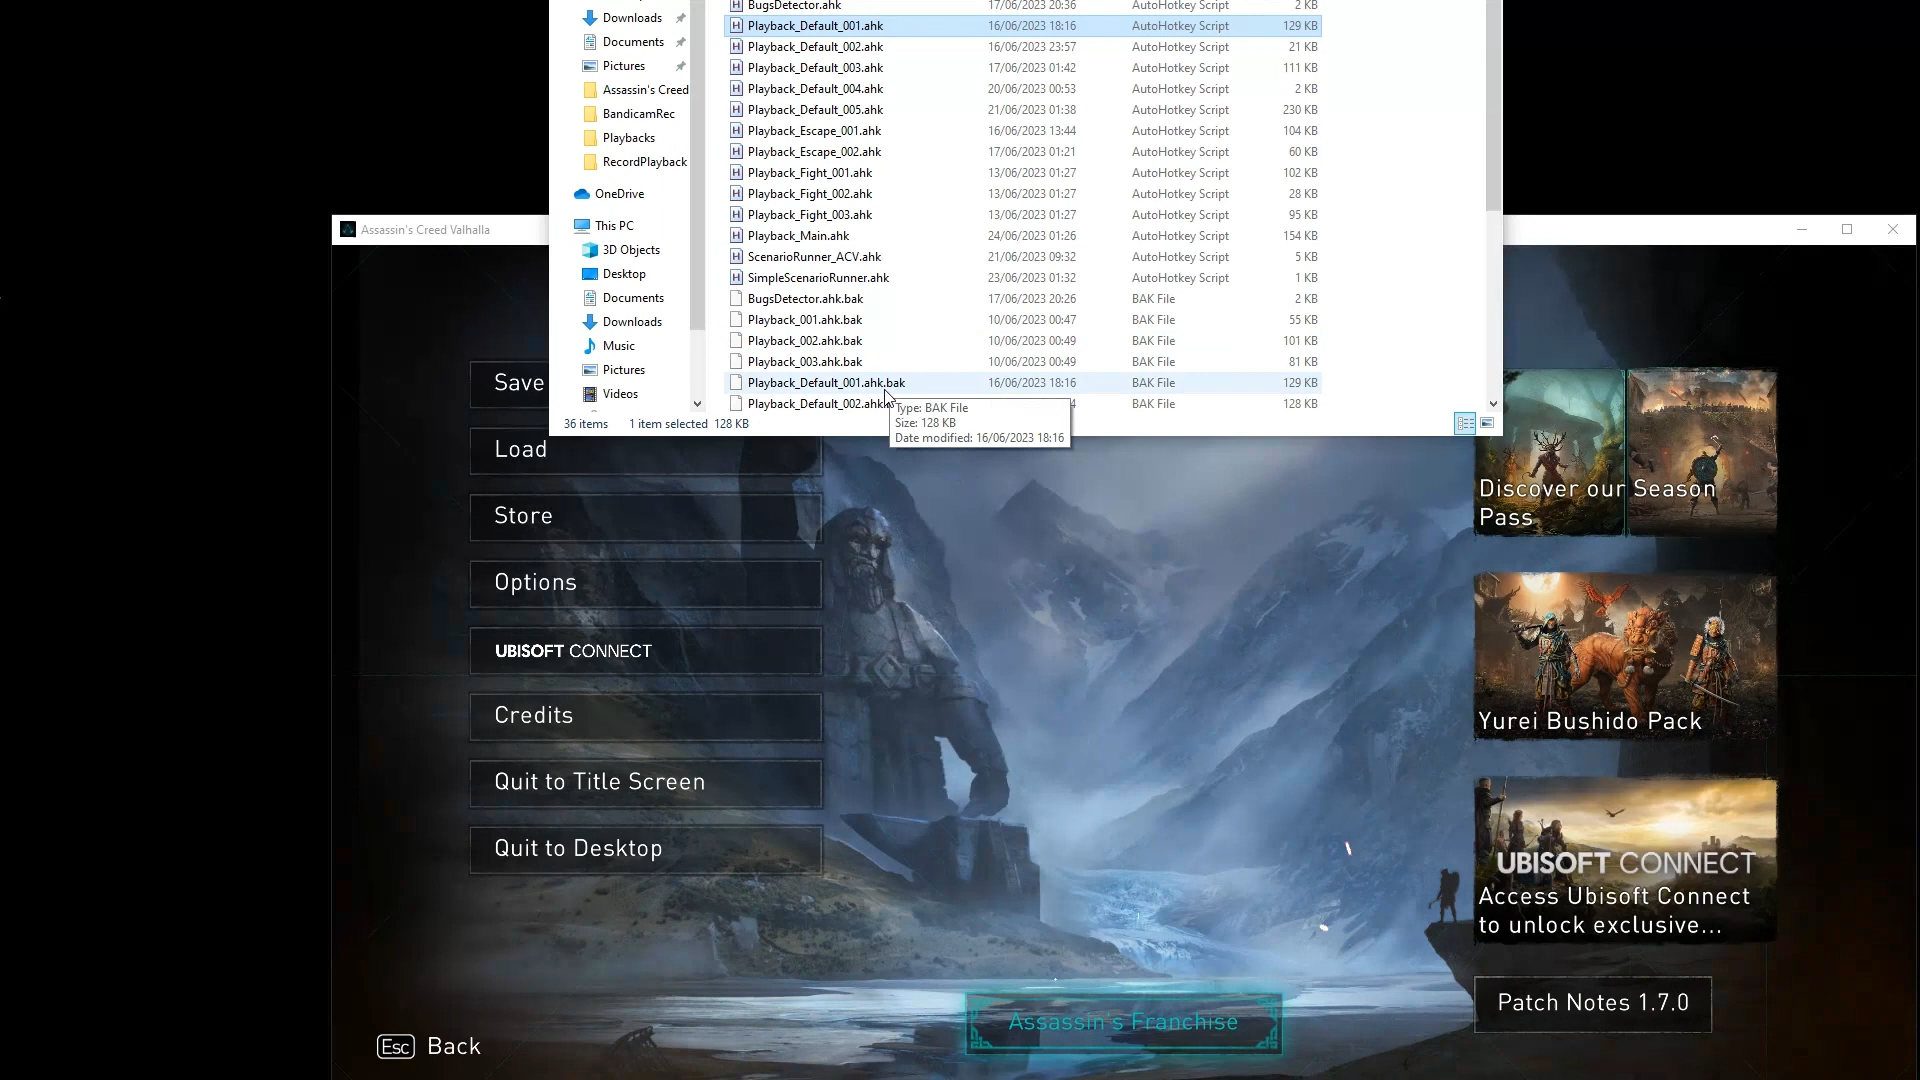 BugsDetector.ahk 17/06/2023 20:36 AutoHotkey Script 2 KB
Downloads
Playback_Default_001.ahk 16/06/2023 18:16 AutoHotkey Script 129 KB
Documents
Playback_Default_002.ahk 16/06/2023 23:57 AutoHotkey Script 21 KB
Pictures
Playback_Default_003.ahk 17/06/2023 01:42 AutoHotkey Script 111 KB
Assassin's Creed
Playback_Default_004.ahk 20/06/2023 00:53 AutoHotkey Script 2 KB
BandicamRec
Playback_Default_005.ahk 21/06/2023 01:38 AutoHotkey Script 230 KB
Playbacks
Playback_Escape_001.ahk 16/06/2023 13:44 AutoHotkey Script 104 KB
RecordPlayback
Playback_Escape_002.ahk 17/06/2023 01:21 AutoHotkey Script 60 KB
Playback_Fight_001.ahk 13/06/2023 01:27 AutoHotkey Script 102 KB
OneDrive
Playback_Fight_002.ahk 13/06/2023 01:27 AutoHotkey Script 28 KB
Playback_Fight_003.ahk 13/06/2023 01:27 AutoHotkey Script 95 KB
This PC
Playback_Main.ahk 24/06/2023 01:26 AutoHotkey Script 154 KB
3D Objects
ScenarioRunner_ACV.ahk 21/06/2023 09:32 AutoHotkey Script 5 KB
Desktop
SimpleScenarioRunner.ahk 23/06/2023 01:32 AutoHotkey Script 1 KB
Documents
BugsDetector.ahk.bak 17/06/2023 20:26 BAK File 2 KB
Downloads
Playback_001.ahk.bak 10/06/2023 00:47 BAK File 55 KB
Music
Playback_002.ahk.bak 10/06/2023 00:49 BAK File 101 KB
Pictures
Playback_003.ahk.bak 10/06/2023 00:49 BAK File 81 KB
Videos
Playback_Default_001.ahk.bak 16/06/2023 18:16 BAK File 129 KB
Playback_Default_002.ahk 4 BAK File 128 KB
Type: BAK File
Size: 128 KB
Date modified: 16/06/2023 18:16
36 items 1 item selected 128 KB
Assassin's Creed Valhalla
Save
Load
Store
Options
UBISOFT CONNECT
Credits
Quit to Title Screen
Quit to Desktop
Discover our Season
Pass
Yurei Bushido Pack
UBISOFT CONNECT
Access Ubisoft Connect
to unlock exclusive...
Patch Notes 1.7.0
Assassin's Franchise
Esc Back